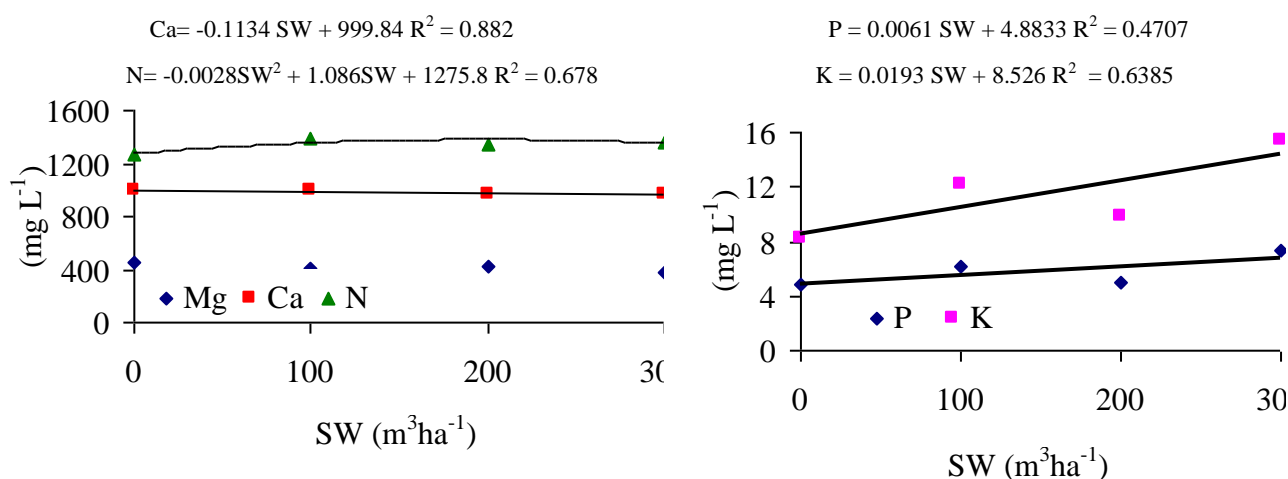 Ca= -0.1134 SW + 999.84 R² = 0.882
N= -0.0028SW² + 1.086SW + 1275.8 R² = 0.678
1600
1200
800
400
0
(mg L⁻¹)
Mg Ca N
0 100 200 30
SW (m³ha⁻¹)
P = 0.0061 SW + 4.8833 R² = 0.4707
K = 0.0193 SW + 8.526 R² = 0.6385
16
12
8
4
0
(mg L⁻¹)
P K
0 100 200 30
SW (m³ha⁻¹)